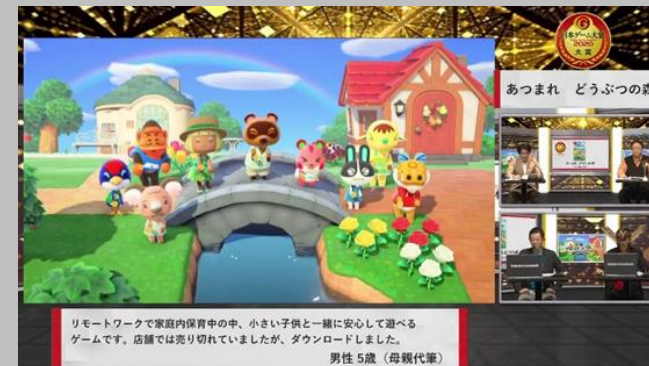 日本ゲーム大賞
2020
大賞
あつまれ どうぶつの森
リモートワークで家庭内保育中の中、小さい子供と一緒に安心して遊べる
ゲームです。店舗では売り切れていましたが、ダウンロードしました。
男性 5歳（母親代筆）